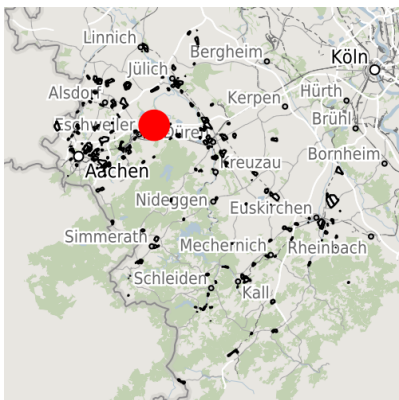 Linnich
Bergheim
Köln
Jülich
Alsdorf
Kerpen
Hürth
Eschweiler
Düren
Brühl
Aachen
Kreuzau
Bornheim
Nideggen
Euskirchen
Simmerath
Mechernich
Rheinbach
Schleiden
Kall